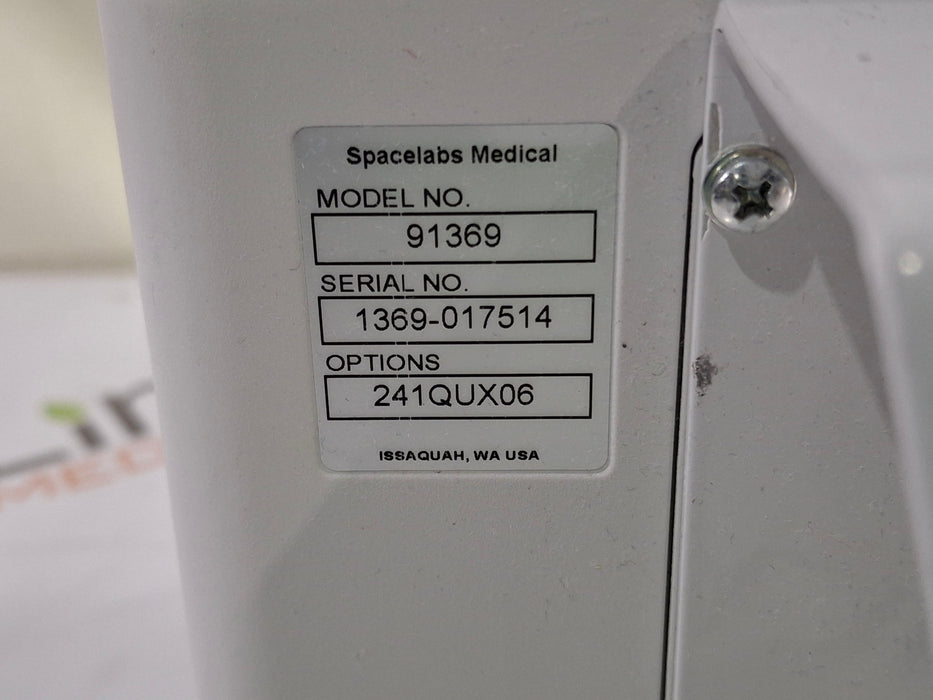 Spacelabs Medical
MODEL NO.
91369
SERIAL NO.
1369-017514
OPTIONS
241QUX06
ISSAQUAH, WA USA